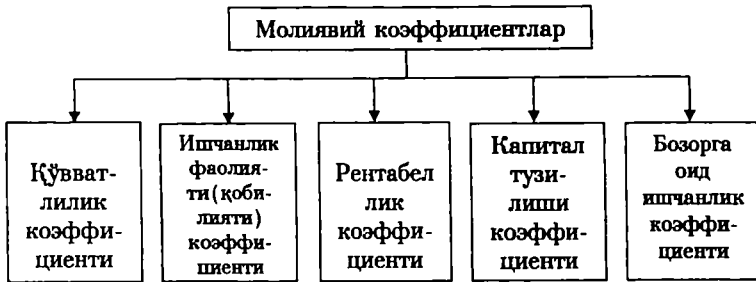 Молиявий коэффициентлар
Қўвват-
лилик
коэффи-
циенти
Ишчанлик
фаолия-
ти(қоби-
лияти)
коэффи-
циенти
Рентабел
лик
коэффи-
циенти
Капитал
тузи-
лиши
коэффи-
циенти
Бозорга
оид
ишчанлик
коэффи-
циенти